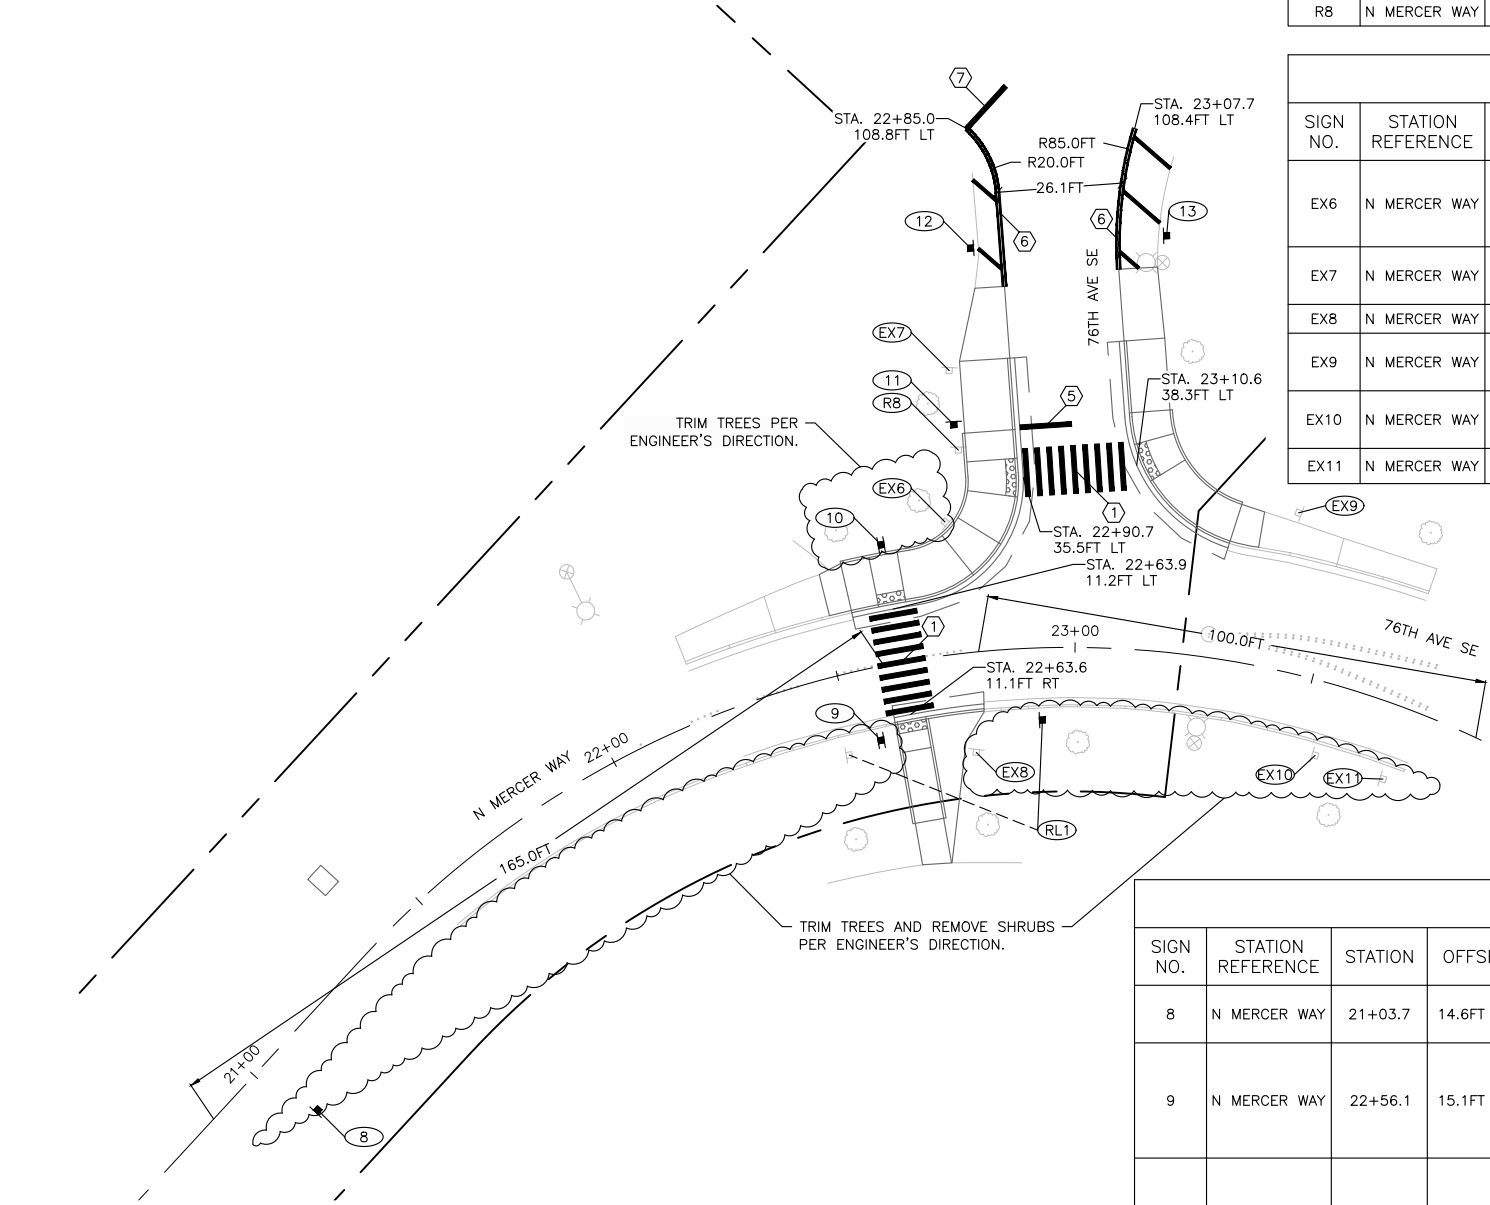 R8 N MERCER WAY
7
STA. 22+85.0
108.8FT LT
STA. 23+07.7
108.4FT LT
R85.0FT
R20.0FT
26.1FT
12
6
6
13
76TH AVE SE
EX7
11
R8
5
STA. 23+10.6
38.3FT LT
TRIM TREES PER
ENGINEER'S DIRECTION.
EX6
10
1
EX9
STA. 22+90.7
35.5FT LT
STA. 22+63.9
11.2FT LT
1
23+00
100.0FT
76TH AVE SE
STA. 22+63.6
11.1FT RT
9
N MERCER WAY
22+00
EX8
EX10
EX11
RL1
165.0FT
TRIM TREES AND REMOVE SHRUBS
PER ENGINEER'S DIRECTION.
21+00
8
SIGN
NO.
STATION
REFERENCE
EX6 N MERCER WAY
EX7 N MERCER WAY
EX8 N MERCER WAY
EX9 N MERCER WAY
EX10 N MERCER WAY
EX11 N MERCER WAY
SIGN
NO.
STATION
REFERENCE
STATION
OFFSE
8 N MERCER WAY 21+03.7 14.6FT
9 N MERCER WAY 22+56.1 15.1FT